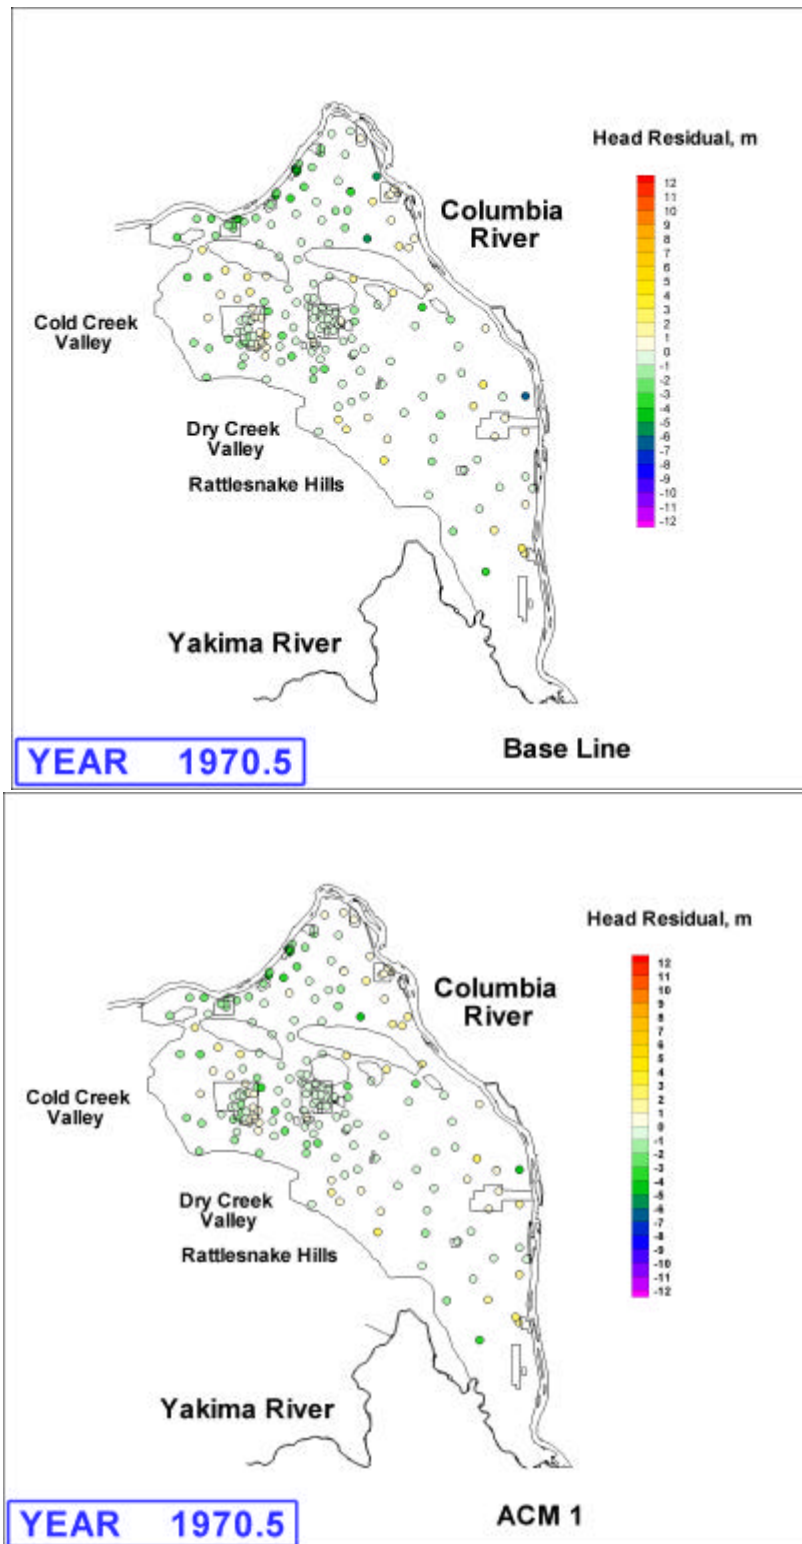 Head Residual, m
12
11
10
9
8
7
6
5
4
3
2
1
0
-1
-2
-3
-4
-5
-6
-7
-8
-9
-10
-11
-12
Columbia
River
Cold Creek
Valley
Dry Creek
Valley
Rattlesnake Hills
Yakima River
Base Line
YEAR 1970.5
Head Residual, m
12
11
10
9
8
7
6
5
4
3
2
1
0
-1
-2
-3
-4
-5
-6
-7
-8
-9
-10
-11
-12
Columbia
River
Cold Creek
Valley
Dry Creek
Valley
Rattlesnake Hills
Yakima River
ACM 1
YEAR 1970.5